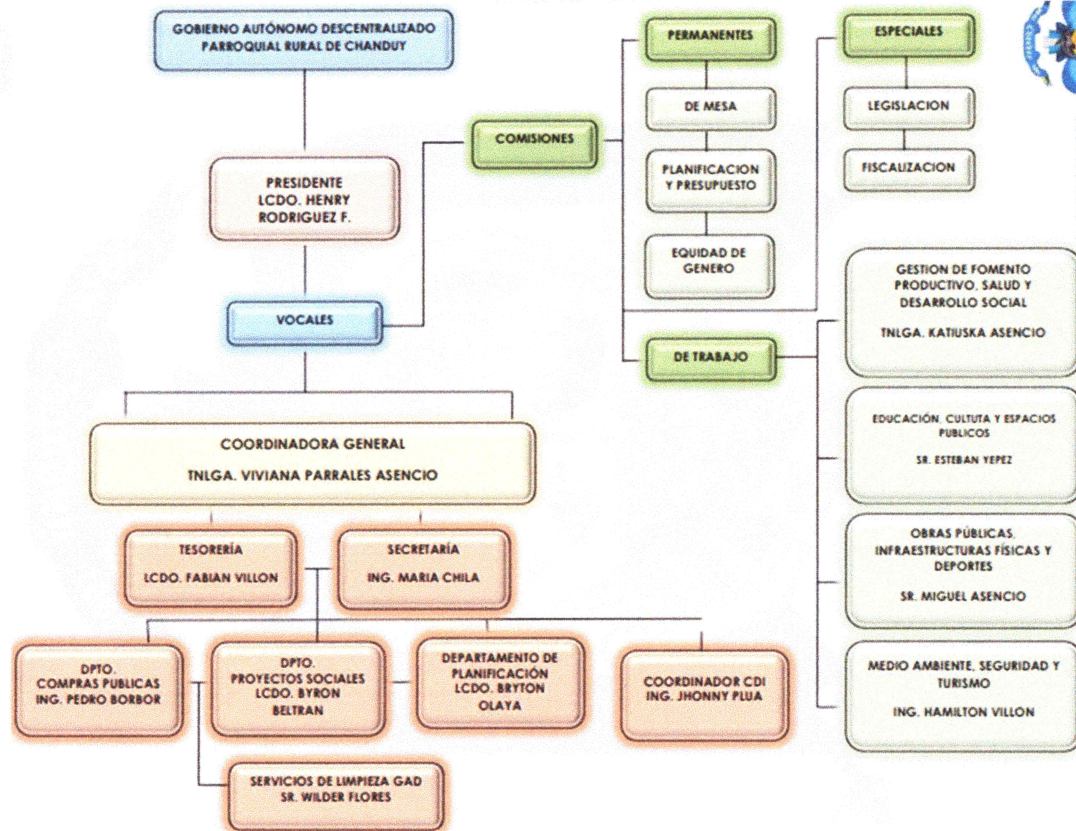 GOBIERNO AUTÓNOMO DESCENTRALIZADO
PARROQUIAL RURAL DE CHANDUY
PRESIDENTE
LCDO. HENRY
RODRIGUEZ F.
VOCALES
COMISIONES
PERMANENTES
DE MESA
PLANIFICACION
Y PRESUPUESTO
EQUIDAD DE
GENERO
ESPECIALES
LEGISLACION
FISCALIZACION
DE TRABAJO
GESTION DE FOMENTO
PRODUCTIVO, SALUD Y
DESARROLLO SOCIAL
TNLGA. KATIUSKA ASENCIO
EDUCACIÓN, CULTUTA Y ESPACIOS
PUBLICOS
SR. ESTEBAN YEPEZ
OBRAS PÚBLICAS,
INFRAESTRUCTURAS FÍSICAS Y
DEPORTES
SR. MIGUEL ASENCIO
MEDIO AMBIENTE, SEGURIDAD Y
TURISMO
ING. HAMILTON VILLON
COORDINADORA GENERAL
TNLGA. VIVIANA PARRALES ASENCIO
TESORERÍA
LCDO. FABIAN VILLON
SECRETARÍA
ING. MARIA CHILA
DPTO.
COMPRAS PUBLICAS
ING. PEDRO BORBOR
DPTO.
PROYECTOS SOCIALES
LCDO. BYRON
BELTRAN
DEPARTAMENTO DE
PLANIFICACIÓN
LCDO. BRYTON
OLAYA
COORDINADOR CDI
ING. JHONNY PLUA
SERVICIOS DE LIMPIEZA GAD
SR. WILDER FLORES